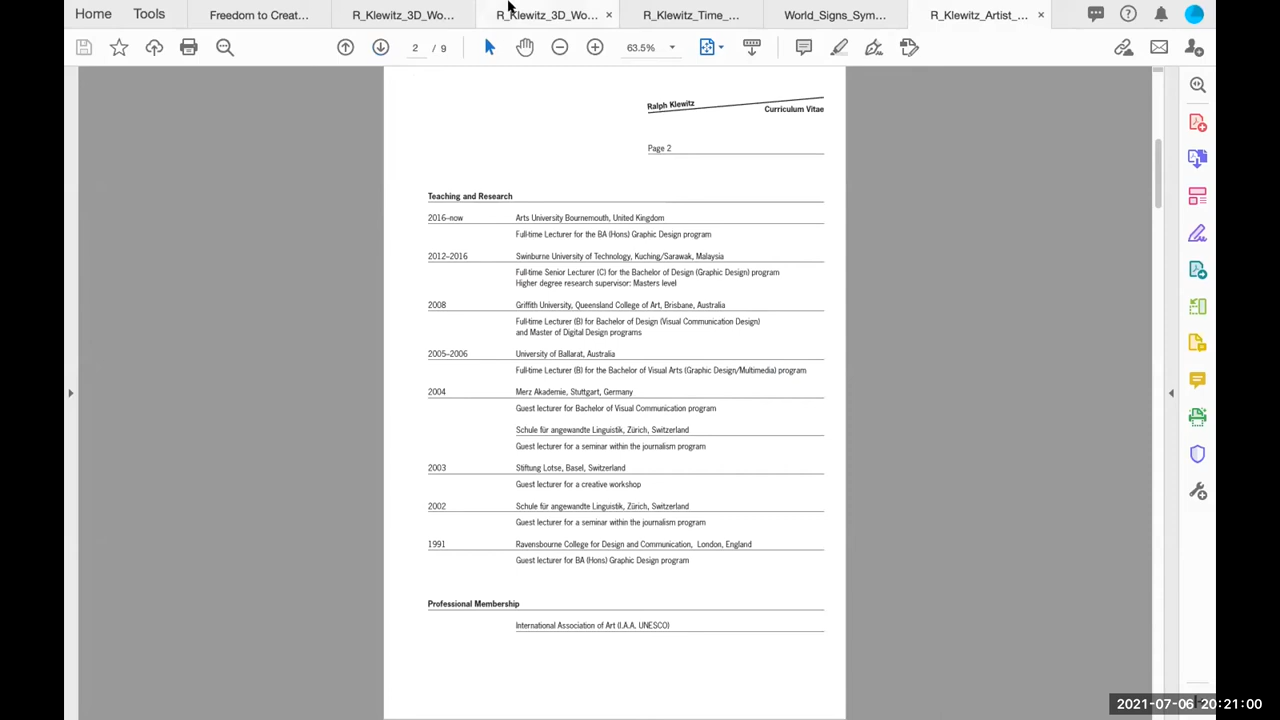 Home
Tools
Freedom to Creat...
R_Klewitz_3D_Wo...
R_Klewitz_3D_Wo...
R_Klewitz_Time_...
World_Signs_Sym...
R_Klewitz_Artist_...
2 / 9
63.5%
Ralph Klewitz
Curriculum Vitae
Page 2
Teaching and Research
2016–now Arts University Bournemouth, United Kingdom
Full-time Lecturer for the BA (Hons) Graphic Design program
2012–2016 Swinburne University of Technology, Kuching/Sarawak, Malaysia
Full-time Senior Lecturer (C) for the Bachelor of Design (Graphic Design) program
Higher degree research supervisor: Masters level
2008 Griffith University, Queensland College of Art, Brisbane, Australia
Full-time Lecturer (B) for Bachelor of Design (Visual Communication Design)
and Master of Digital Design programs
2005–2006 University of Ballarat, Australia
Full-time Lecturer (B) for the Bachelor of Visual Arts (Graphic Design/Multimedia) program
2004 Merz Akademie, Stuttgart, Germany
Guest lecturer for Bachelor of Visual Communication program
Schule für angewandte Linguistik, Zürich, Switzerland
Guest lecturer for a seminar within the journalism program
2003 Stiftung Lotse, Basel, Switzerland
Guest lecturer for a creative workshop
2002 Schule für angewandte Linguistik, Zürich, Switzerland
Guest lecturer for a seminar within the journalism program
1991 Ravensbourne College for Design and Communication, London, England
Guest lecturer for BA (Hons) Graphic Design program
Professional Membership
International Association of Art (I.A.A. UNESCO)
2021-07-06 20:21:00